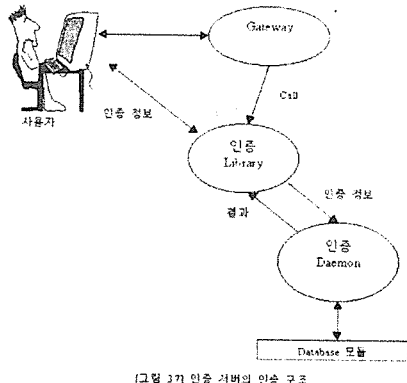 Gateway
Call
사용자
인증 정보
인증
Library
인증 정보
결과
인증
Daemon
Database 모듈
[그림 37] 인증 서버의 인증 구조